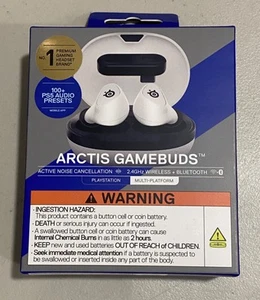 NO. 1 PREMIUM
GAMING
HEADSET
BRAND*
100+
PS5 AUDIO
PRESETS
ARCTIS GAMEBUDS™
ACTIVE NOISE CANCELLATION 2.4GHz WIRELESS + BLUETOOTH
PLAYSTATION MULTI-PLATFORM
WARNING
• INGESTION HAZARD:
This product contains a button cell or coin battery.
• DEATH or serious injury can occur if ingested.
• A swallowed button cell or coin battery can cause
Internal Chemical Burns in as little as 2 hours.
• KEEP new and used batteries OUT OF REACH of CHILDREN.
• Seek immediate medical attention if a battery is suspected
to be swallowed or inserted inside any part of the body.